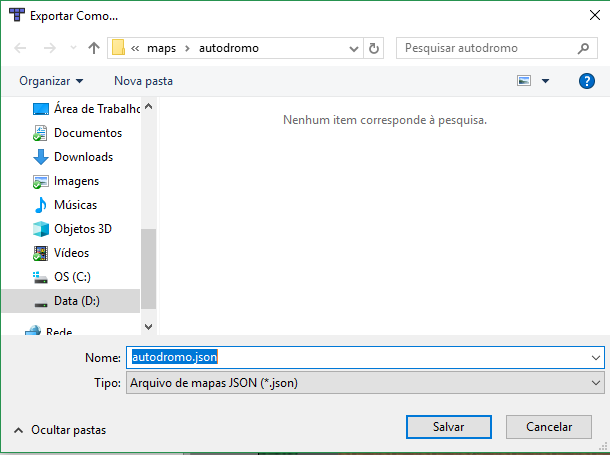 Exportar Como...
maps autodromo
Pesquisar autodromo
Organizar Nova pasta
Área de Trabalho
Documentos
Downloads
Imagens
Músicas
Objetos 3D
Vídeos
OS (C:)
Data (D:)
Rede
Nenhum item corresponde à pesquisa.
Nome: autodromo.json
Tipo: Arquivo de mapas JSON (*.json)
Ocultar pastas
Salvar Cancelar